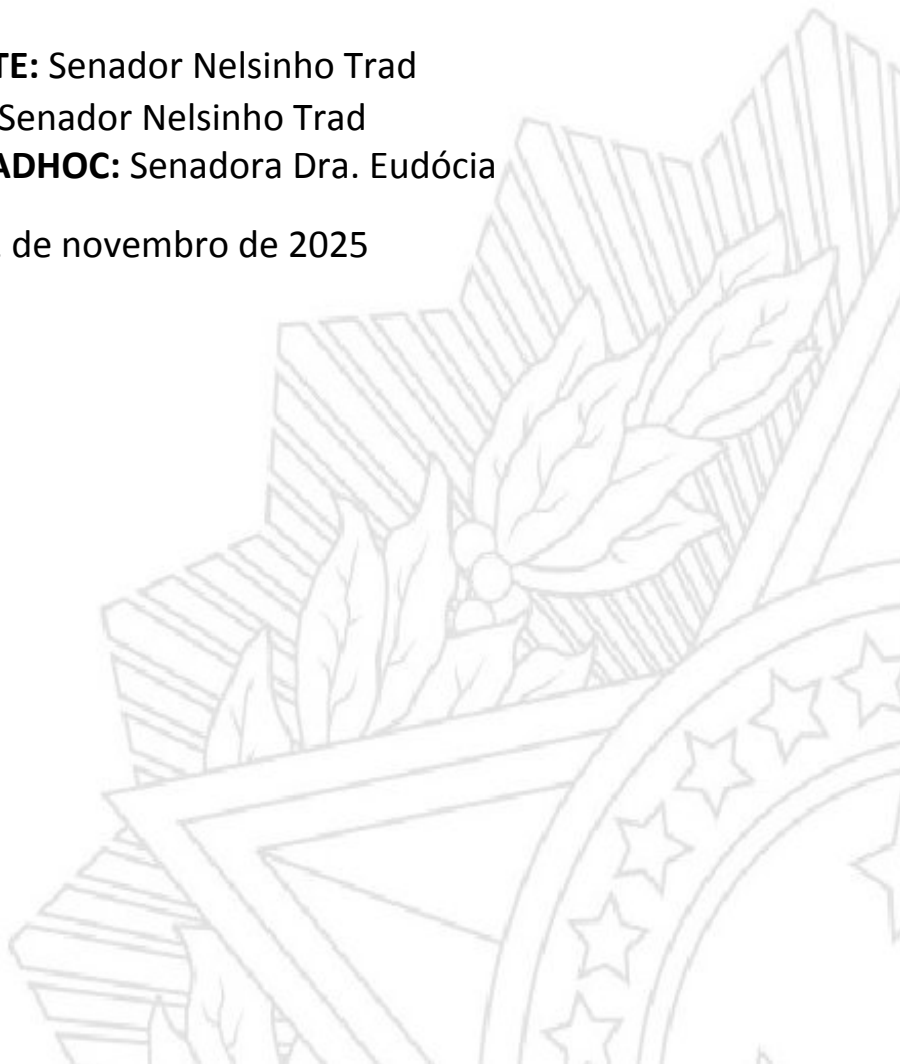 TE: Senador Nelsinho Trad
Senador Nelsinho Trad
ADHOC: Senadora Dra. Eudócia
de novembro de 2025